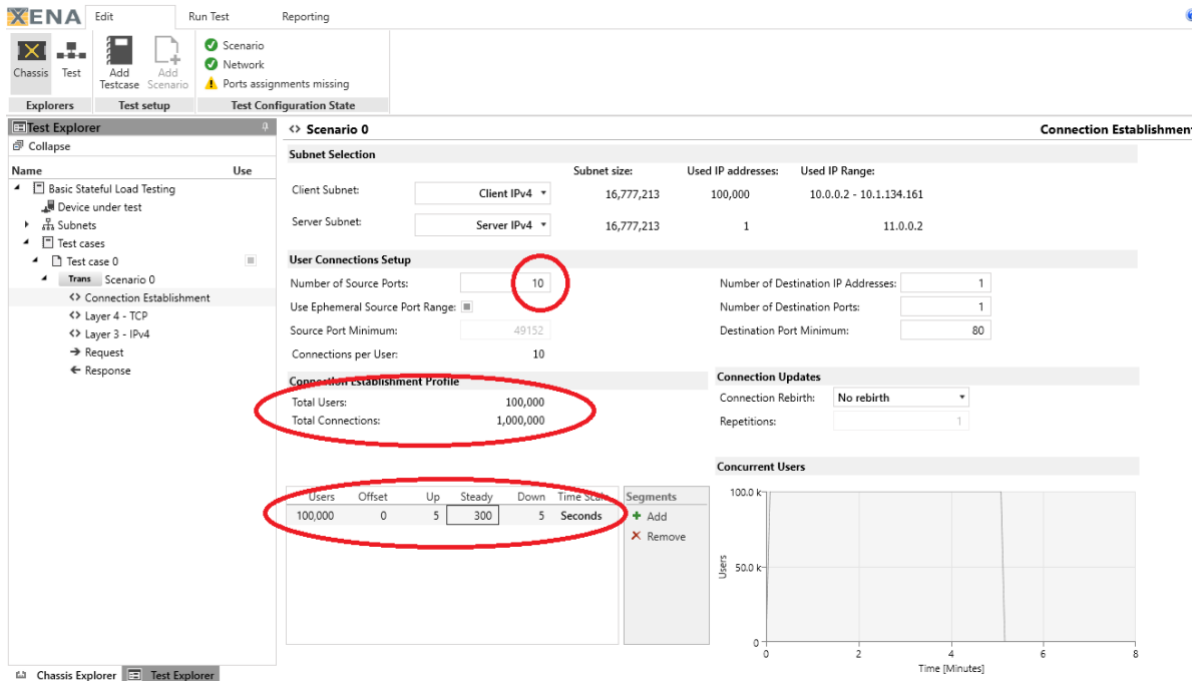 XENA
Edit Run Test Reporting
Chassis Test Add Testcase Add Scenario
Scenario
Network
Ports assignments missing
Explorers Test setup Test Configuration State
Test Explorer
Collapse
Name Use
Basic Stateful Load Testing
Device under test
Subnets
Test cases
Test case 0
Trans Scenario 0
<> Connection Establishment
<> Layer 4 - TCP
<> Layer 3 - IPv4
Request
Response
Chassis Explorer Test Explorer
<> Scenario 0 Connection Establishment
Subnet Selection
Subnet size: Used IP addresses: Used IP Range:
Client Subnet: Client IPv4 16,777,213 100,000 10.0.0.2 - 10.1.134.161
Server Subnet: Server IPv4 16,777,213 1 11.0.0.2
User Connections Setup
Number of Source Ports: 10 Number of Destination IP Addresses: 1
Use Ephemeral Source Port Range: Number of Destination Ports: 1
Source Port Minimum: 49152 Destination Port Minimum: 80
Connections per User: 10
Connection Establishment Profile Connection Updates
Total Users: 100,000 Connection Rebirth: No rebirth
Total Connections: 1,000,000 Repetitions: 1
Concurrent Users
Users Offset Up Steady Down Time Scale Segments
100,000 0 5 300 5 Seconds Add
Remove
100.0 k
50.0 k
0
Users
0 2 4 6 8
Time [Minutes]